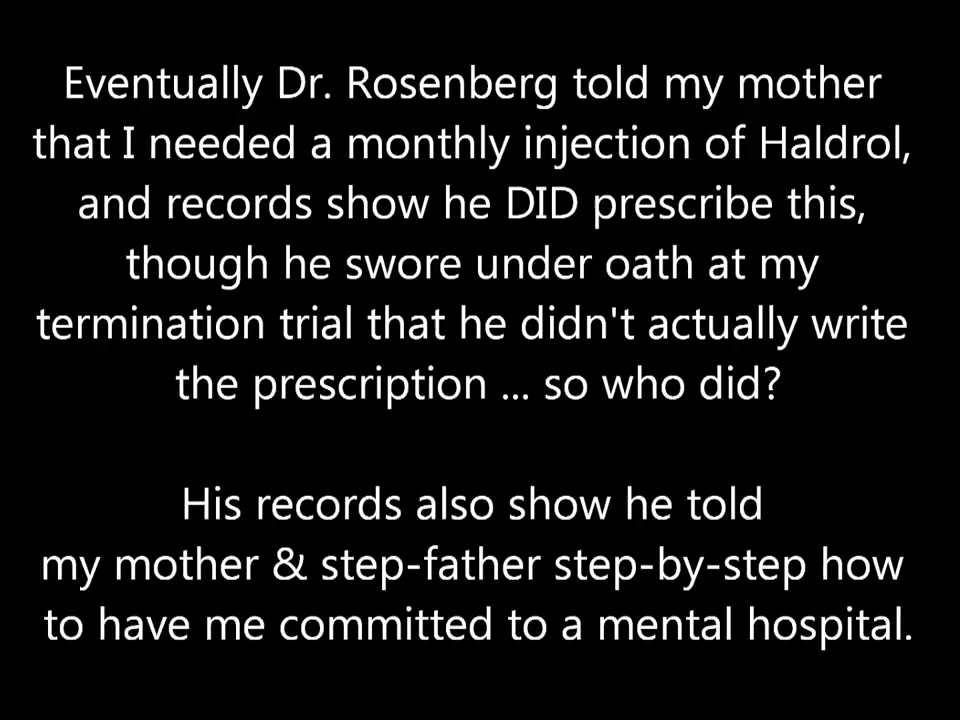 Eventually Dr. Rosenberg told my mother
that I needed a monthly injection of Haldrol,
and records show he DID prescribe this,
though he swore under oath at my
termination trial that he didn't actually write
the prescription ... so who did?
His records also show he told
my mother & step-father step-by-step how
to have me committed to a mental hospital.